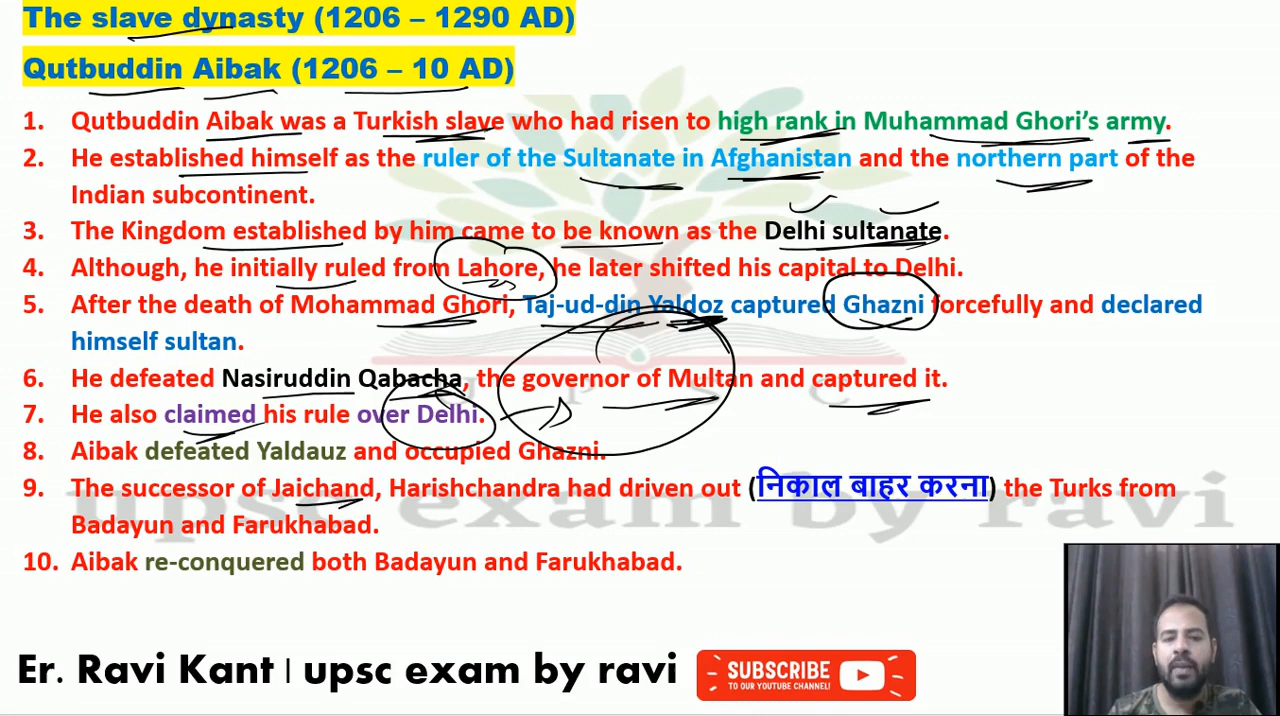 The slave dynasty (1206 – 1290 AD)
Qutbuddin Aibak (1206 – 10 AD)
1. Qutbuddin Aibak was a Turkish slave who had risen to high rank in Muhammad Ghori’s army.
2. He established himself as the ruler of the Sultanate in Afghanistan and the northern part of the
Indian subcontinent.
3. The Kingdom established by him came to be known as the Delhi sultanate.
4. Although, he initially ruled from Lahore, he later shifted his capital to Delhi.
5. After the death of Mohammad Ghori, Taj-ud-din Yaldoz captured Ghazni forcefully and declared
himself sultan.
6. He defeated Nasiruddin Qabacha, the governor of Multan and captured it.
7. He also claimed his rule over Delhi.
8. Aibak defeated Yaldauz and occupied Ghazni.
9. The successor of Jaichand, Harishchandra had driven out (निकाल बाहर करना) the Turks from
Badayun and Farukhabad.
10. Aibak re-conquered both Badayun and Farukhabad.
UPSC
upsc exam by ravi
Er. Ravi Kant | upsc exam by ravi
SUBSCRIBE
TO OUR YOUTUBE CHANNEL!